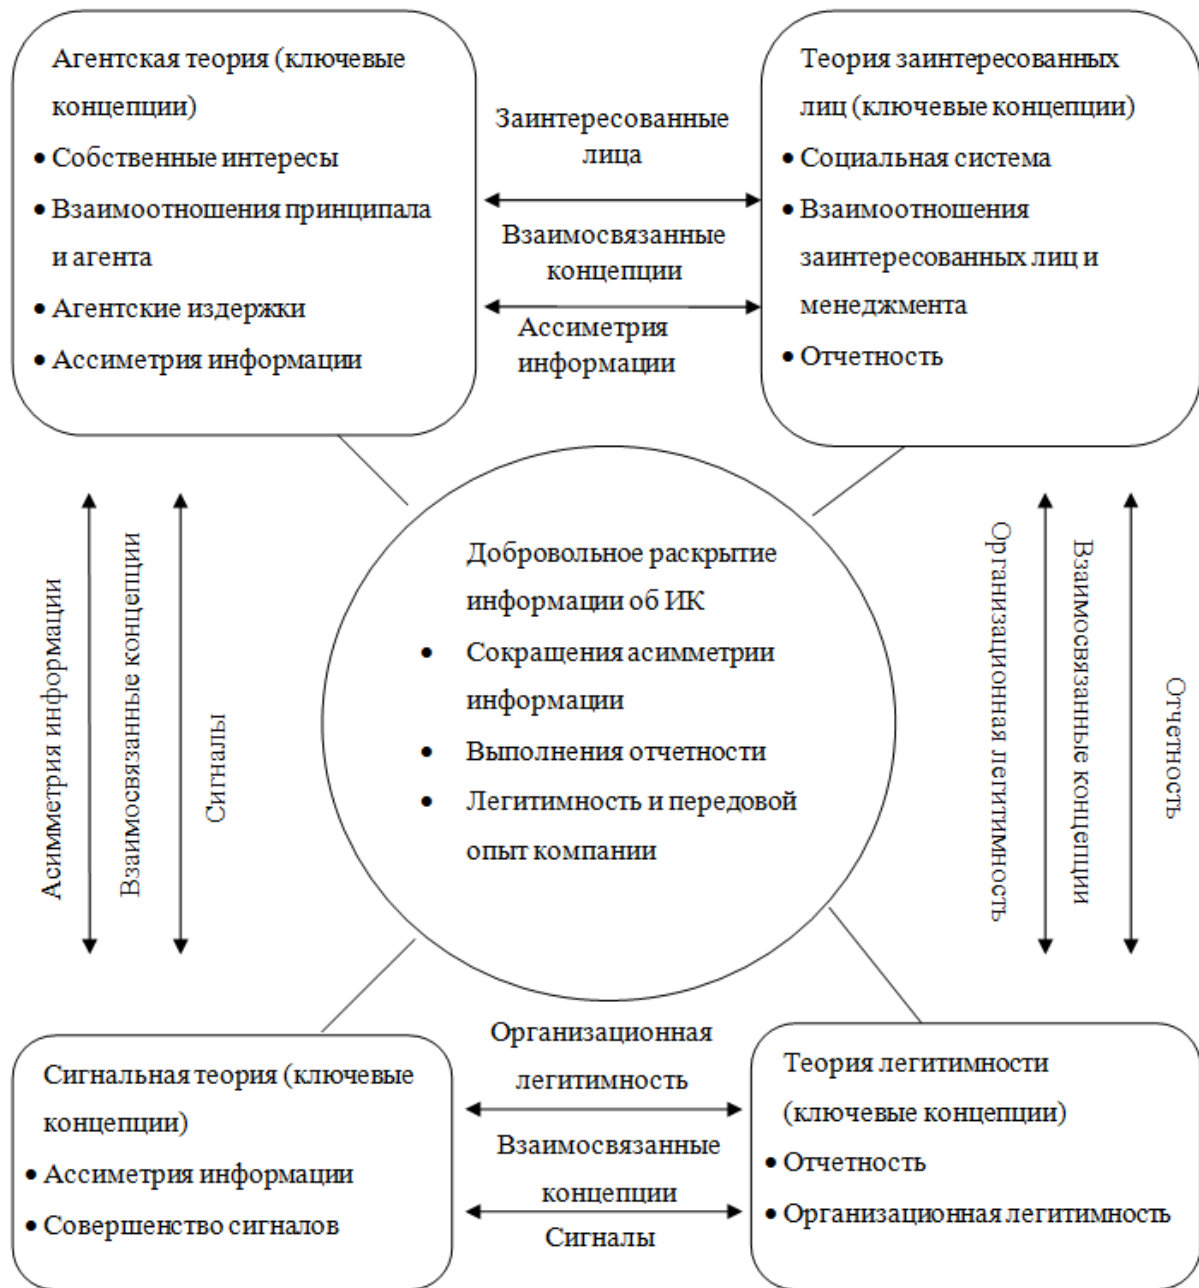 Агентская теория (ключевые
концепции)
• Собственные интересы
• Взаимоотношения принципала
и агента
• Агентские издержки
• Ассиметрия информации
Заинтересованные
лица
Взаимосвязанные
концепции
Ассиметрия
информации
Теория заинтересованных
лиц (ключевые концепции)
• Социальная система
• Взаимоотношения
заинтересованных лиц и
менеджмента
• Отчетность
Асимметрия информации
Взаимосвязанные концепции
Сигналы
Добровольное раскрытие
информации об ИК
• Сокращения асимметрии
информации
• Выполнения отчетности
• Легитимность и передовой
опыт компании
Организационная легитимность
Взаимосвязанные концепции
Отчетность
Сигнальная теория (ключевые
концепции)
• Ассиметрия информации
• Совершенство сигналов
Организационная
легитимность
Взаимосвязанные
концепции
Сигналы
Теория легитимности
(ключевые концепции)
• Отчетность
• Организационная легитимность